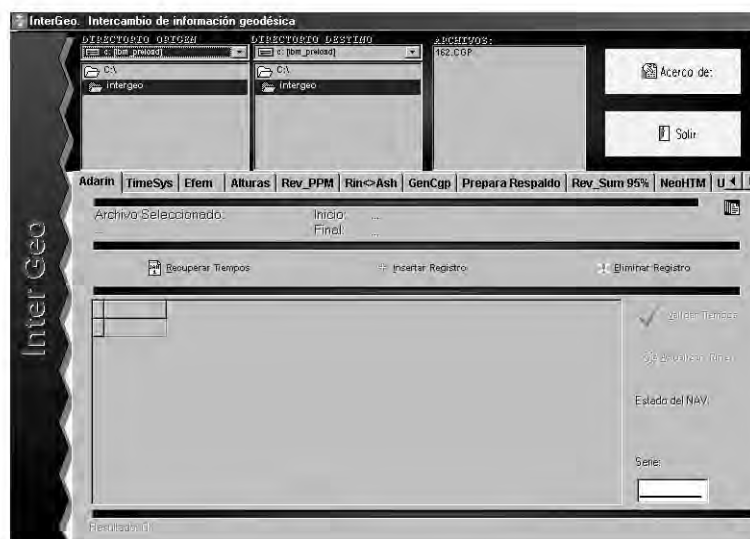 InterGeo. Intercambio de información geodésica
DIRECTORIO ORIGEN
DIRECTORIO DESTINO
ARCHIVOS:
c: [ibm_preload]
c: [ibm_preload]
162.CGP
C:\
C:\
intergeo
intergeo
Acerca de:
Salir
Adarin TimeSys Efem Alturas Rev_PPM Rin<>Ash GenCgp Prepara Respaldo Rev_Sum 95% NeoHTM U
Archivo Seleccionado: Inicio: ...
... Final: ...
Recuperar Tiempos Insertar Registro Eliminar Registro
Validar Tiempos
Estado del NAV:
Serie:
Inter Geo